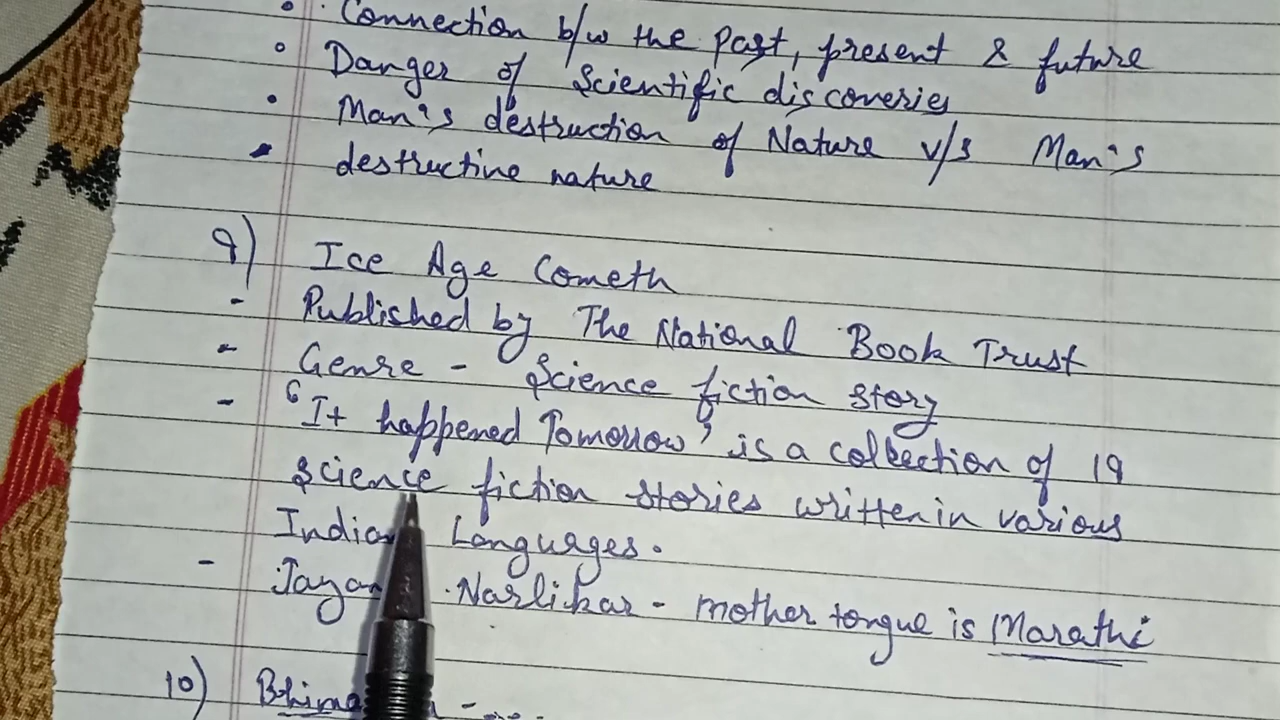 • Connection b/w the past, present & future
• Danger of Scientific discoveries
• Man's destruction of Nature v/s Man's
- destructive nature
9) Ice Age Cometh
- Published by The National Book Trust
- Genre - Science fiction story
- 'It happened Tomorrow' is a collection of 19
science fiction stories written in various
Languages.
- Narlikar - mother tongue is Marathi
10)